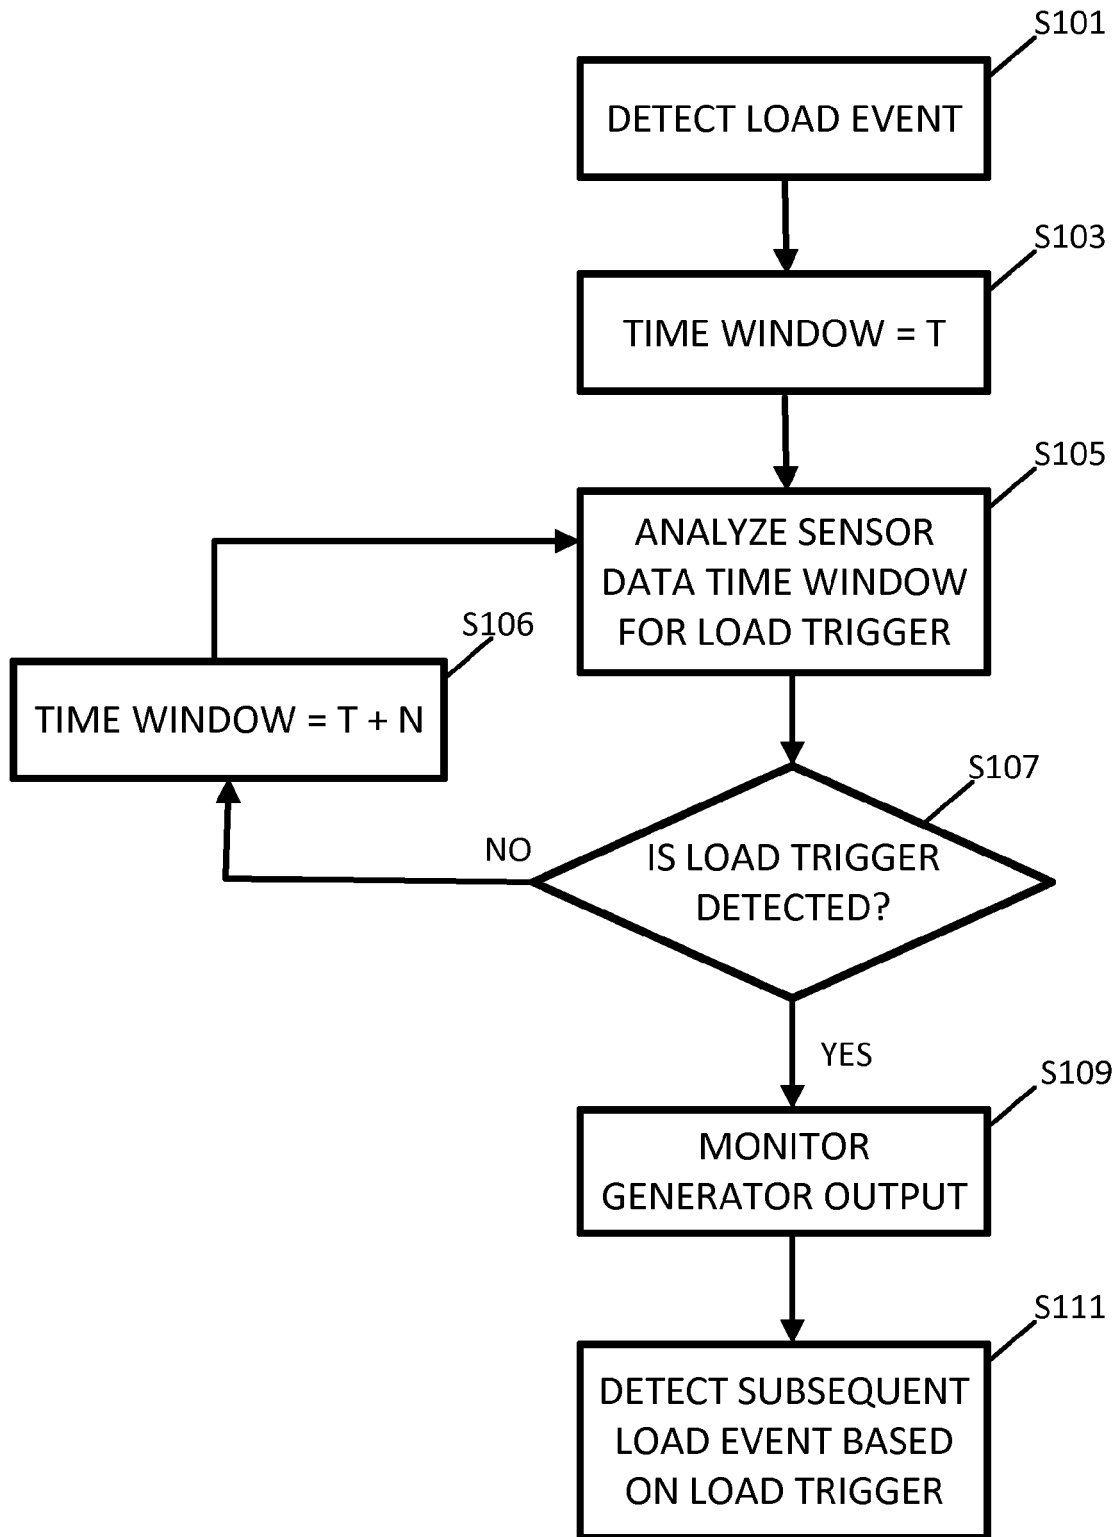 S101
DETECT LOAD EVENT
S103
TIME WINDOW = T
S105
ANALYZE SENSOR
DATA TIME WINDOW
FOR LOAD TRIGGER
S106
TIME WINDOW = T + N
S107
IS LOAD TRIGGER
DETECTED?
NO
YES
S109
MONITOR
GENERATOR OUTPUT
S111
DETECT SUBSEQUENT
LOAD EVENT BASED
ON LOAD TRIGGER